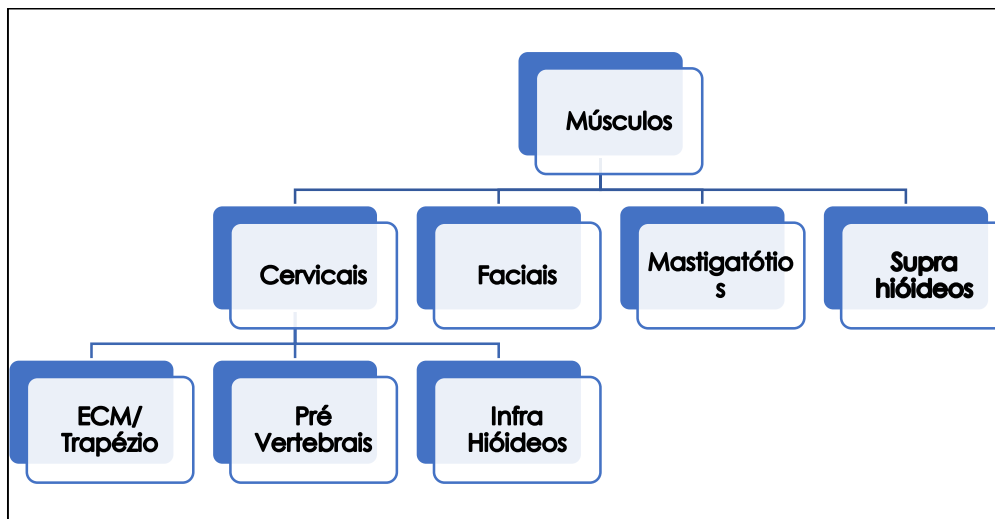 Músculos
Cervicais
Faciais
Mastigatótio
s
Supra
hióideos
ECM/
Trapézio
Pré
Vertebrais
Infra
Hióideos